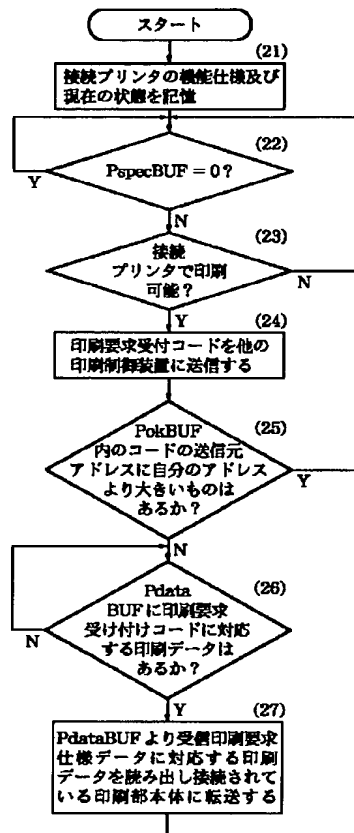 スタート
(21)
接続プリンタの機能仕様及び
現在の状態を記憶
(22)
PspecBUF = 0 ?
Y
N
(23)
接続
プリンタで印刷
可能？
N
Y
(24)
印刷要求受付コードを他の
印刷制御装置に送信する
(25)
PokBUF
内のコードの送信元
アドレスに自分のアドレス
より大きいものは
あるか？
Y
N
(26)
Pdata
BUFに印刷要求
受け付けコードに対応
する印刷データは
あるか？
N
Y
(27)
PdataBUFより受信印刷要求
仕様データに対応する印刷
データを読み出し接続されて
いる印刷部本体に転送する